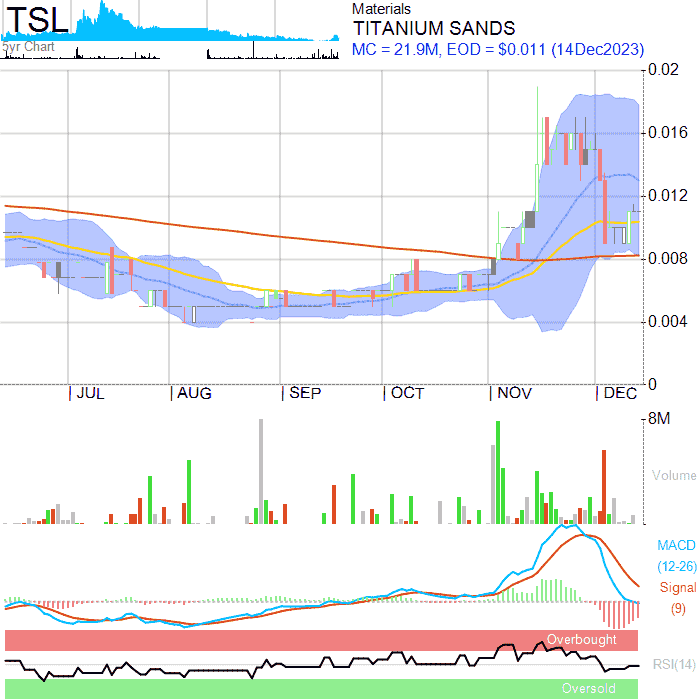 TSL
5yr Chart
Materials
TITANIUM SANDS
MC = 21.9M, EOD = $0.011 (14Dec2023)
0.02
0.016
0.012
0.008
0.004
0
JUL AUG SEP OCT NOV DEC
8M
Volume
MACD
(12-26)
Signal
(9)
Overbought
RSI(14)
Oversold